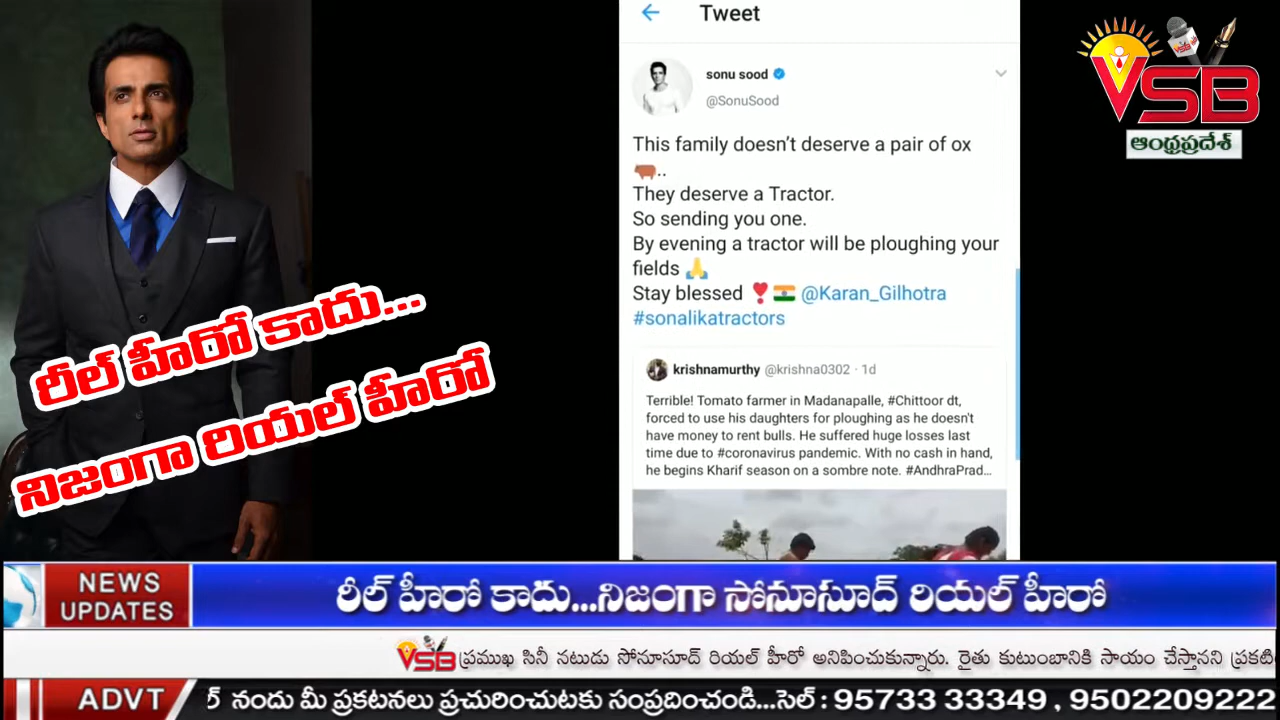 Tweet
sonu sood
@SonuSood
This family doesn't deserve a pair of ox
🐂..
They deserve a Tractor.
So sending you one.
By evening a tractor will be ploughing your
fields 🙏
Stay blessed ❣️🇮🇳 @Karan_Gilhotra
#sonalikatractors
krishnamurthy @krishna0302 · 1d
Terrible! Tomato farmer in Madanapalle, #Chittoor dt,
forced to use his daughters for ploughing as he doesn't
have money to rent bulls. He suffered huge losses last
time due to #coronavirus pandemic. With no cash in hand,
he begins Kharif season on a sombre note. #AndhraPrad...
VSB
ఆంధ్రప్రదేశ్
రీల్ హీరో కాదు...
నిజంగా రియల్ హీరో
NEWS
UPDATES
రీల్ హీరో కాదు...నిజంగా సోనూసూద్ రియల్ హీరో
VSB ప్రముఖ సినీ నటుడు సోనూసూద్ రియల్ హీరో అనిపించుకున్నారు. రైతు కుటుంబానికి సాయం చేస్తానని ప్రకటి
ADVT
నందు మీ ప్రకటనలు ప్రచురించుటకు సంప్రదించండి...సెల్ : 95733 33349 , 9502209222